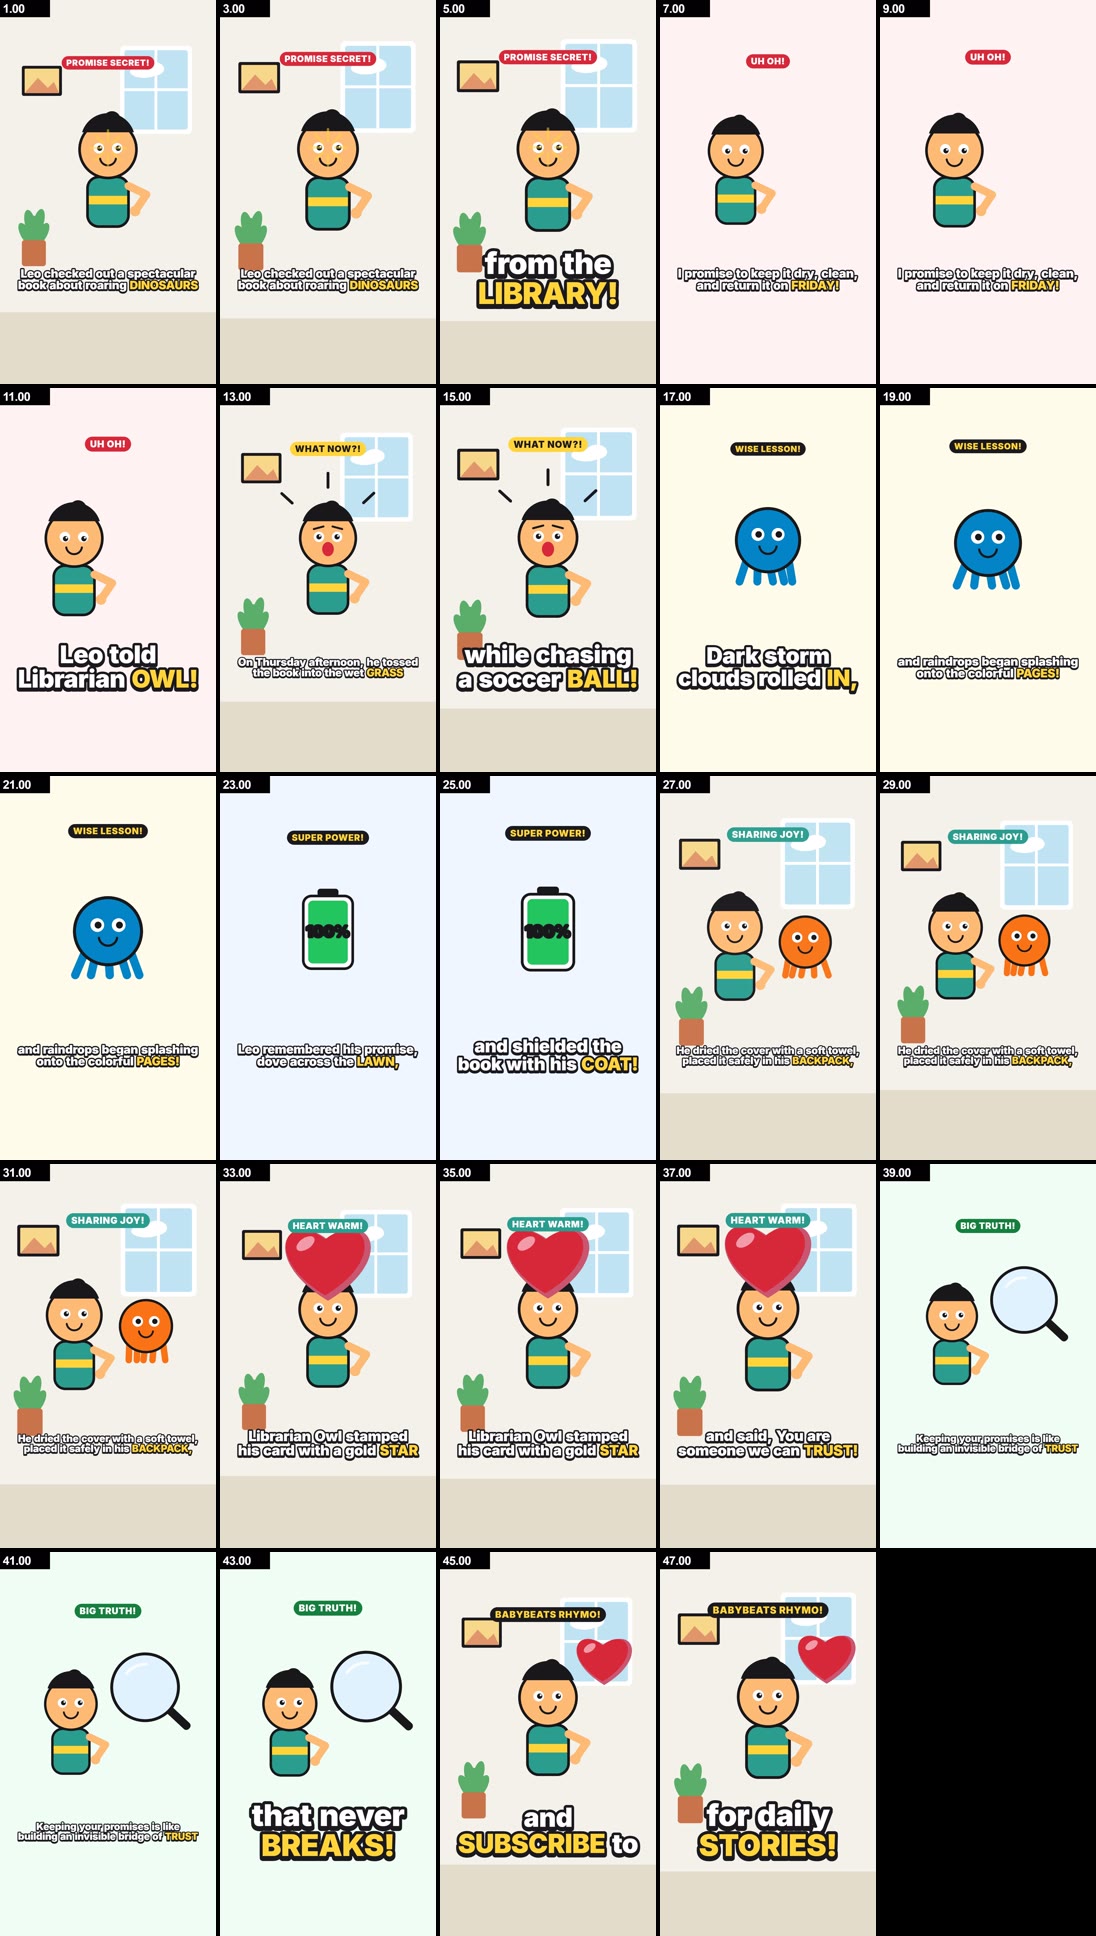 1.00
PROMISE SECRET!
Leo checked out a spectacular
book about roaring DINOSAURS
3.00
PROMISE SECRET!
Leo checked out a spectacular
book about roaring DINOSAURS
5.00
PROMISE SECRET!
from the
LIBRARY!
7.00
UH OH!
I promise to keep it dry, clean,
and return it on FRIDAY!
9.00
UH OH!
I promise to keep it dry, clean,
and return it on FRIDAY!
11.00
UH OH!
Leo told
Librarian OWL!
13.00
WHAT NOW?!
On Thursday afternoon, he tossed
the book into the wet GRASS
15.00
WHAT NOW?!
while chasing
a soccer BALL!
17.00
WISE LESSON!
Dark storm
clouds rolled IN,
19.00
WISE LESSON!
and raindrops began splashing
onto the colorful PAGES!
21.00
WISE LESSON!
and raindrops began splashing
onto the colorful PAGES!
23.00
SUPER POWER!
100%
Leo remembered his promise,
dove across the LAWN,
25.00
SUPER POWER!
100%
and shielded the
book with his COAT!
27.00
SHARING JOY!
He dried the cover with a soft towel,
placed it safely in his BACKPACK,
29.00
SHARING JOY!
He dried the cover with a soft towel,
placed it safely in his BACKPACK,
31.00
SHARING JOY!
He dried the cover with a soft towel,
placed it safely in his BACKPACK,
33.00
HEART WARM!
Librarian Owl stamped
his card with a gold STAR
35.00
HEART WARM!
Librarian Owl stamped
his card with a gold STAR
37.00
HEART WARM!
and said, You are
someone we can TRUST!
39.00
BIG TRUTH!
Keeping your promises is like
building an invisible bridge of TRUST
41.00
BIG TRUTH!
Keeping your promises is like
building an invisible bridge of TRUST
43.00
BIG TRUTH!
that never
BREAKS!
45.00
BABYBEATS RHYMO!
and
SUBSCRIBE to
47.00
BABYBEATS RHYMO!
for daily
STORIES!